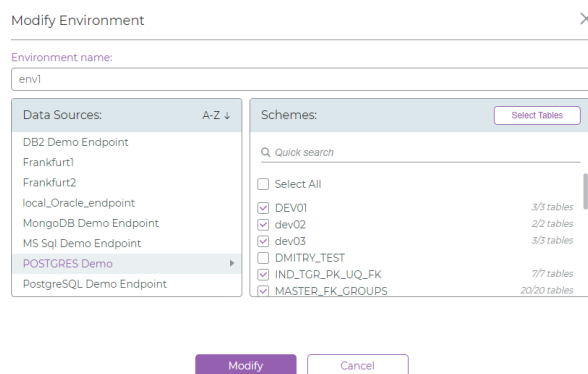 Modify Environment
Environment name:
env1
Data Sources: A-Z ↓
DB2 Demo Endpoint
Frankfurt1
Frankfurt2
local_Oracle_endpoint
MongoDB Demo Endpoint
MS Sql Demo Endpoint
POSTGRES Demo
PostgreSQL Demo Endpoint
Schemes: Select Tables
Quick search
Select All
DEV01 3/3 tables
dev02 2/2 tables
dev03 3/3 tables
DMITRY_TEST
IND_TGR_PK_UQ_FK 7/7 tables
MASTER_FK_GROUPS 20/20 tables
Modify Cancel